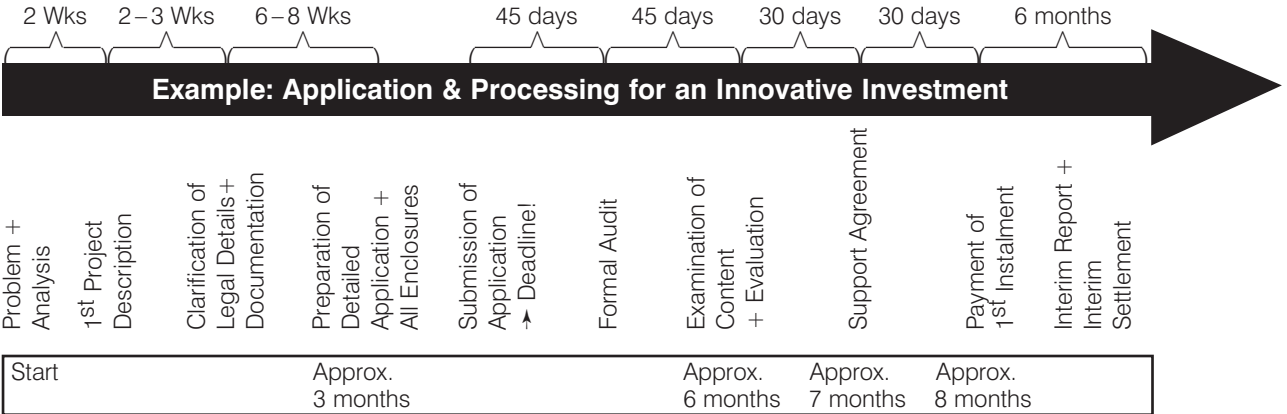 2 Wks
2–3 Wks
6–8 Wks
45 days
45 days
30 days
30 days
6 months
Example: Application & Processing for an Innovative Investment
Problem +
Analysis
1st Project
Description
Clarification of
Legal Details+
Documentation
Preparation of
Detailed
Application +
All Enclosures
Submission of
Application
➛ Deadline!
Formal Audit
Examination of
Content
+ Evaluation
Support Agreement
Payment of
1st Instalment
Interim Report +
Interim
Settlement
Start
Approx.
3 months
Approx.
6 months
Approx.
7 months
Approx.
8 months